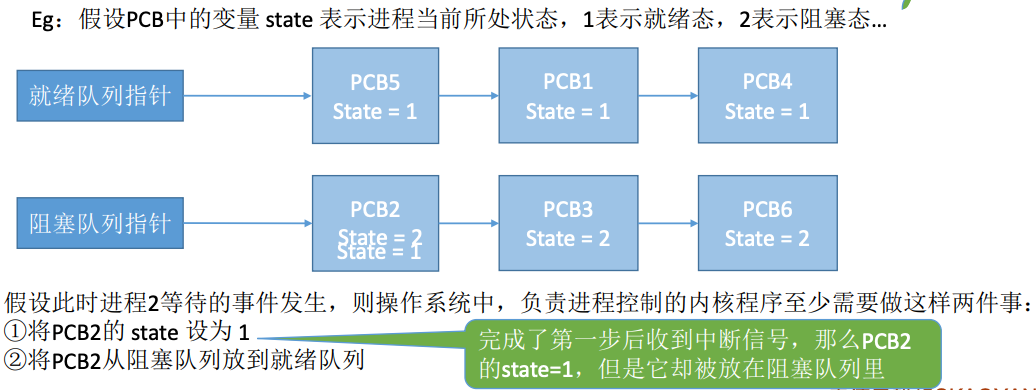 Eg：假设PCB中的变量 state 表示进程当前所处状态，1表示就绪态，2表示阻塞态…
就绪队列指针
PCB5
State = 1
PCB1
State = 1
PCB4
State = 1
阻塞队列指针
PCB2
State = 2
State = 1
PCB3
State = 2
PCB6
State = 2
假设此时进程2等待的事件发生，则操作系统中，负责进程控制的内核程序至少需要做这样两件事：
①将PCB2的 state 设为 1
②将PCB2从阻塞队列放到就绪队列
完成了第一步后收到中断信号，那么PCB2
的state=1，但是它却被放在阻塞队列里